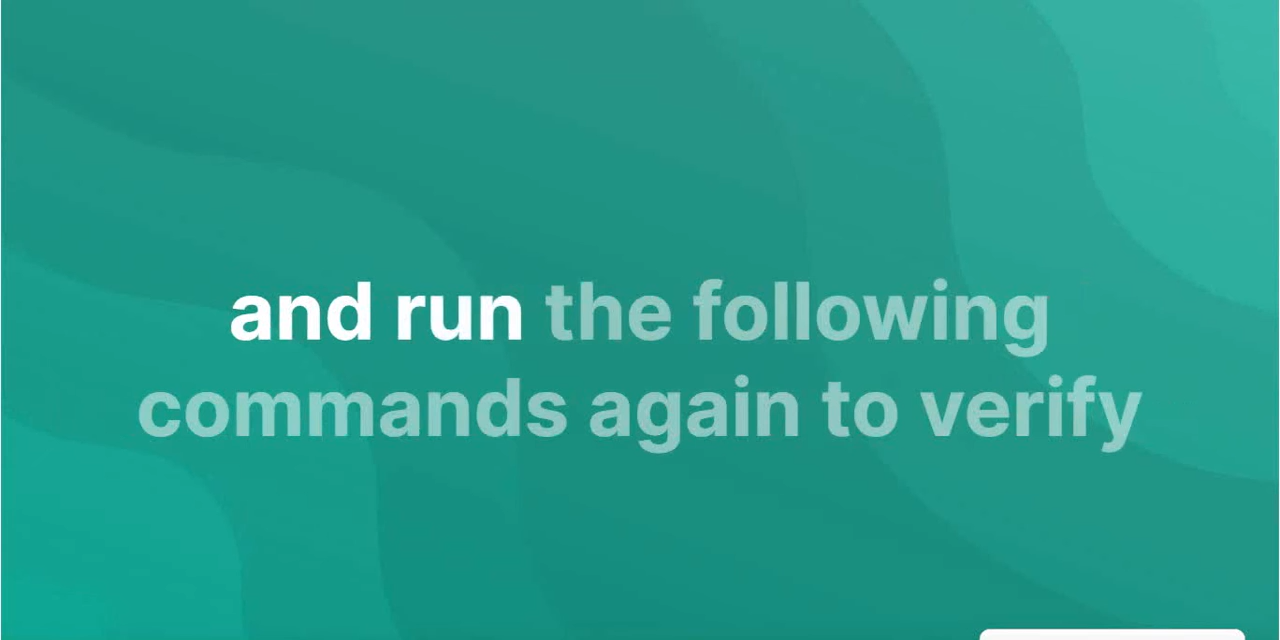 and run the following
commands again to verify